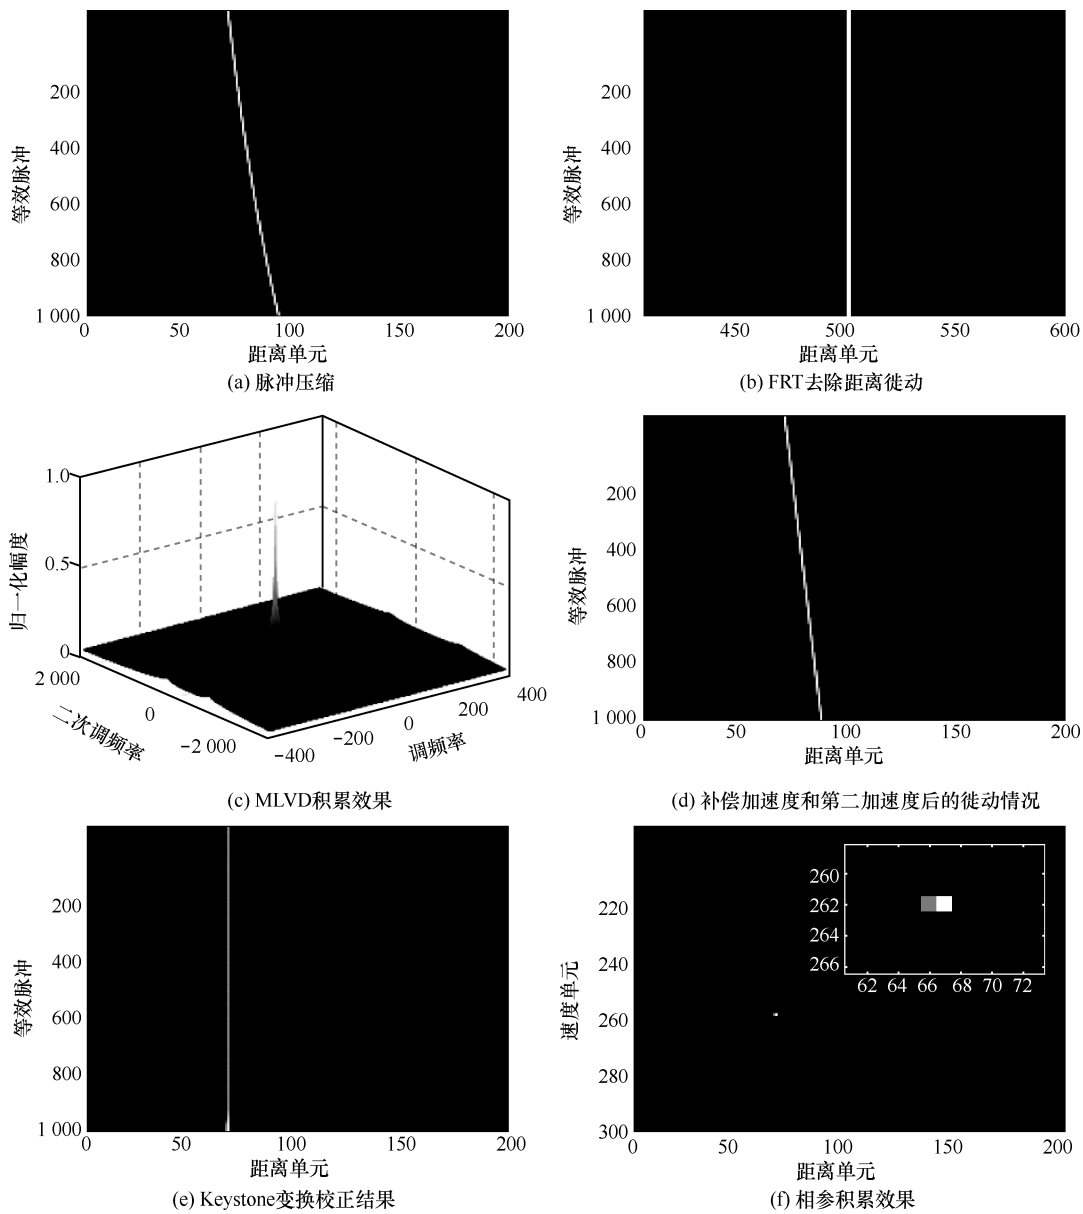 等效脉冲
200
400
600
800
1 000
0 50 100 150 200
距离单元
(a) 脉冲压缩
等效脉冲
200
400
600
800
1 000
450 500 550 600
距离单元
(b) FRT去除距离徙动
归一化幅度
1.0
0.5
0
2 000
0
−2 000
二次调频率
−400
−200
0
200
400
调频率
(c) MLVD积累效果
等效脉冲
200
400
600
800
1 000
0 50 100 150 200
距离单元
(d) 补偿加速度和第二加速度后的徙动情况
等效脉冲
200
400
600
800
1 000
0 50 100 150 200
距离单元
(e) Keystone变换校正结果
速度单元
220
240
260
280
300
0 50 100 150 200
距离单元
260
262
264
266
62 64 66 68 70 72
(f) 相参积累效果